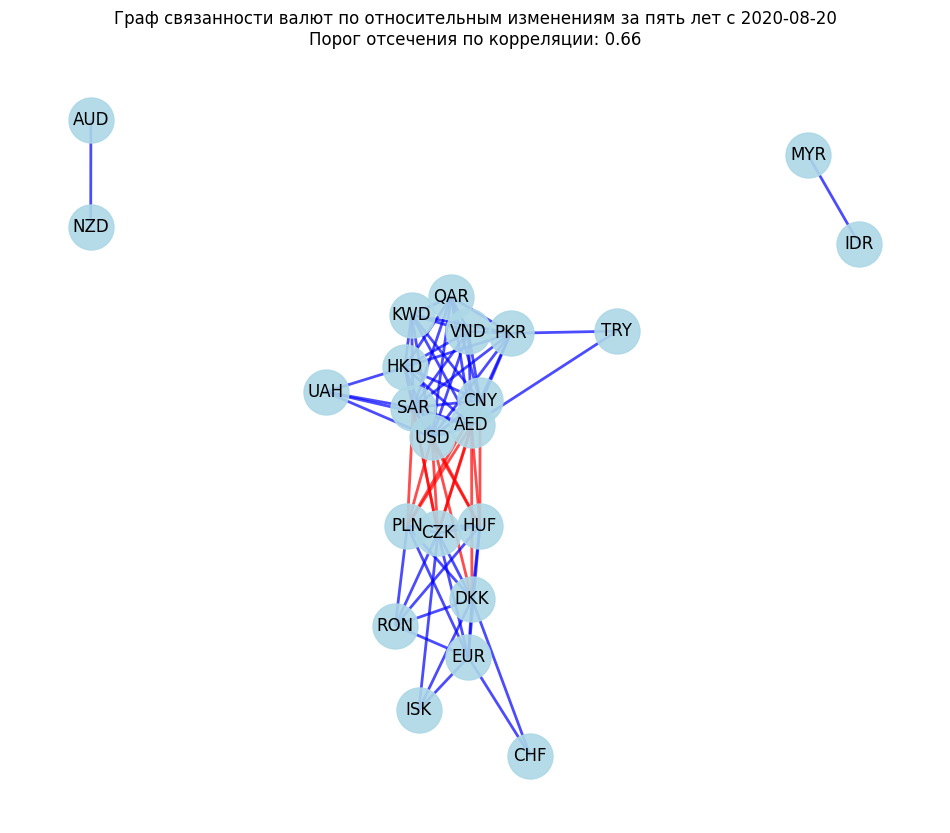 Граф связанности валют по относительным изменениям за пять лет с 2020-08-20
Порог отсечения по корреляции: 0.66
AUD
MYR
NZD
IDR
QAR
KWD
VND
PKR
TRY
HKD
UAH
CNY
SAR
AED
USD
PLN
CZK
HUF
DKK
RON
EUR
ISK
CHF